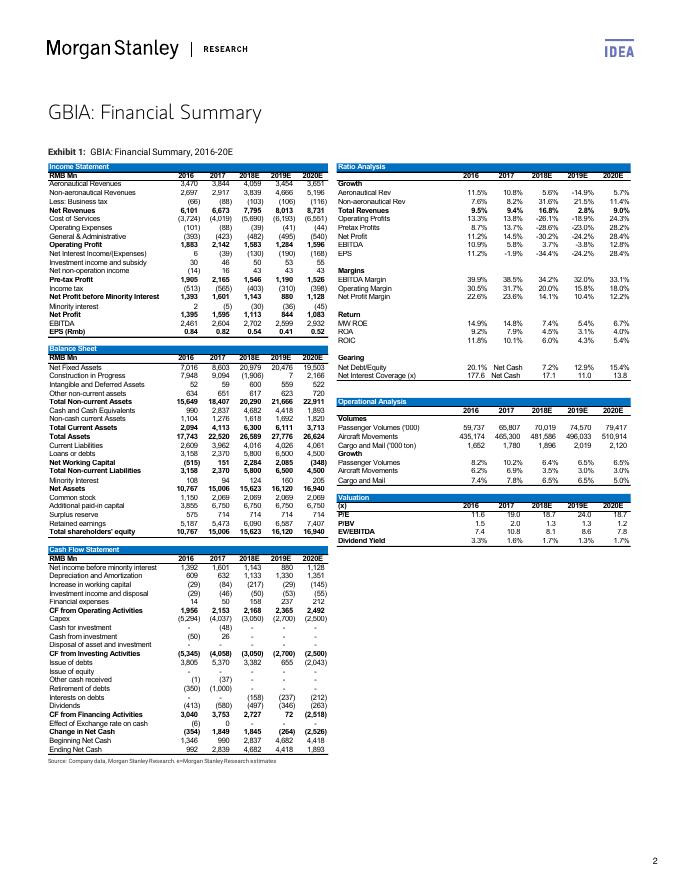 Morgan Stanley | RESEARCH
IDEA
GBIA: Financial Summary
Exhibit 1: GBIA: Financial Summary, 2016-20E
Income Statement
RMB Mn 2016 2017 2018E 2019E 2020E
Aeronautical Revenues 3,470 3,844 4,059 3,454 3,651
Non-aeronautical Revenues 2,697 2,917 3,839 4,666 5,196
Less: Business tax (66) (88) (103) (106) (116)
Net Revenues 6,101 6,673 7,795 8,013 8,731
Cost of Services (3,724) (4,019) (5,690) (6,193) (6,551)
Operating Expenses (101) (88) (39) (41) (44)
General & Administrative (393) (423) (482) (495) (540)
Operating Profit 1,883 2,142 1,583 1,284 1,596
Net Interest Income/(Expenses) 6 (39) (130) (190) (168)
Investment income and subsidy 30 46 50 53 55
Net non-operation income (14) 16 43 43 43
Pre-tax Profit 1,905 2,165 1,546 1,190 1,526
Income tax (513) (565) (403) (310) (398)
Net Profit before Minority Interest 1,393 1,601 1,143 880 1,128
Minority interest 2 (5) (30) (36) (45)
Net Profit 1,395 1,595 1,113 844 1,083
EBITDA 2,461 2,604 2,702 2,599 2,932
EPS (Rmb) 0.84 0.82 0.54 0.41 0.52
Balance Sheet
RMB Mn 2016 2017 2018E 2019E 2020E
Net Fixed Assets 7,016 8,603 20,979 20,476 19,503
Construction in Progress 7,948 9,094 (1,906) 7 2,166
Intangible and Deferred Assets 52 59 600 559 522
Other non-current assets 634 651 617 623 720
Total Non-current Assets 15,649 18,407 20,290 21,666 22,911
Cash and Cash Equivalents 990 2,837 4,682 4,418 1,893
Non-cash current Assets 1,104 1,276 1,618 1,692 1,820
Total Current Assets 2,094 4,113 6,300 6,111 3,713
Total Assets 17,743 22,520 26,589 27,776 26,624
Current Liabilities 2,609 3,962 4,016 4,026 4,061
Loans or debts 3,158 2,370 5,800 6,500 4,500
Net Working Capital (515) 151 2,284 2,085 (348)
Total Non-current Liabilities 3,158 2,370 5,800 6,500 4,500
Minority Interest 108 94 124 160 205
Net Assets 10,767 15,006 15,623 16,120 16,940
Common stock 1,150 2,069 2,069 2,069 2,069
Additional paid-in capital 3,855 6,750 6,750 6,750 6,750
Surplus reserve 575 714 714 714 714
Retained earnings 5,187 5,473 6,090 6,587 7,407
Total shareholders' equity 10,767 15,006 15,623 16,120 16,940
Cash Flow Statement
RMB Mn 2016 2017 2018E 2019E 2020E
Net income before minority interest 1,392 1,601 1,143 880 1,128
Depreciation and Amortization 609 632 1,133 1,330 1,351
Increase in working capital (29) (84) (217) (29) (145)
Investment income and disposal (29) (46) (50) (53) (55)
Financial expenses 14 50 158 237 212
CF from Operating Activities 1,956 2,153 2,168 2,365 2,492
Capex (5,294) (4,037) (3,050) (2,700) (2,500)
Cash for investment - (48) - - -
Cash from investment (50) 26 - - -
Disposal of asset and investment - - - - -
CF from Investing Activities (5,345) (4,058) (3,050) (2,700) (2,500)
Issue of debts 3,805 5,370 3,382 655 (2,043)
Issue of equity - - - - -
Other cash received (1) (37) - - -
Retirement of debts (350) (1,000) - - -
Interests on debts - - (158) (237) (212)
Dividends (413) (580) (497) (346) (263)
CF from Financing Activities 3,040 3,753 2,727 72 (2,518)
Effect of Exchange rate on cash (6) 0 - - -
Change in Net Cash (354) 1,849 1,845 (264) (2,526)
Beginning Net Cash 1,346 990 2,837 4,682 4,418
Ending Net Cash 992 2,839 4,682 4,418 1,893
Source: Company data, Morgan Stanley Research. e=Morgan Stanley Research estimates
Ratio Analysis
2016 2017 2018E 2019E 2020E
Growth
Aeronautical Rev 11.5% 10.8% 5.6% -14.9% 5.7%
Non-aeronautical Rev 7.6% 8.2% 31.6% 21.5% 11.4%
Total Revenues 9.5% 9.4% 16.8% 2.8% 9.0%
Operating Profits 13.3% 13.8% -26.1% -18.9% 24.3%
Pretax Profits 8.7% 13.7% -28.6% -23.0% 28.2%
Net Profit 11.2% 14.5% -30.2% -24.2% 28.4%
EBITDA 10.9% 5.8% 3.7% -3.8% 12.8%
EPS 11.2% -1.9% -34.4% -24.2% 28.4%
Margins
EBITDA Margin 39.9% 38.5% 34.2% 32.0% 33.1%
Operating Margin 30.5% 31.7% 20.0% 15.8% 18.0%
Net Profit Margin 22.6% 23.6% 14.1% 10.4% 12.2%
Return
MW ROE 14.9% 14.8% 7.4% 5.4% 6.7%
ROA 9.2% 7.9% 4.5% 3.1% 4.0%
ROIC 11.8% 10.1% 6.0% 4.3% 5.4%
Gearing
Net Debt/Equity 20.1% Net Cash 7.2% 12.9% 15.4%
Net Interest Coverage (x) 177.6 Net Cash 17.1 11.0 13.8
Operational Analysis
2016 2017 2018E 2019E 2020E
Volumes
Passenger Volumes ('000) 59,737 65,807 70,019 74,570 79,417
Aircraft Movements 435,174 465,300 481,586 496,033 510,914
Cargo and Mail ('000 ton) 1,652 1,780 1,896 2,019 2,120
Growth
Passenger Volumes 8.2% 10.2% 6.4% 6.5% 6.5%
Aircraft Movements 6.2% 6.9% 3.5% 3.0% 3.0%
Cargo and Mail 7.4% 7.8% 6.5% 6.5% 5.0%
Valuation
(x) 2016 2017 2018E 2019E 2020E
P/E 11.6 19.0 18.7 24.0 18.7
P/BV 1.5 2.0 1.3 1.3 1.2
EV/EBITDA 7.4 10.8 8.1 8.6 7.8
Dividend Yield 3.3% 1.6% 1.7% 1.3% 1.7%
2